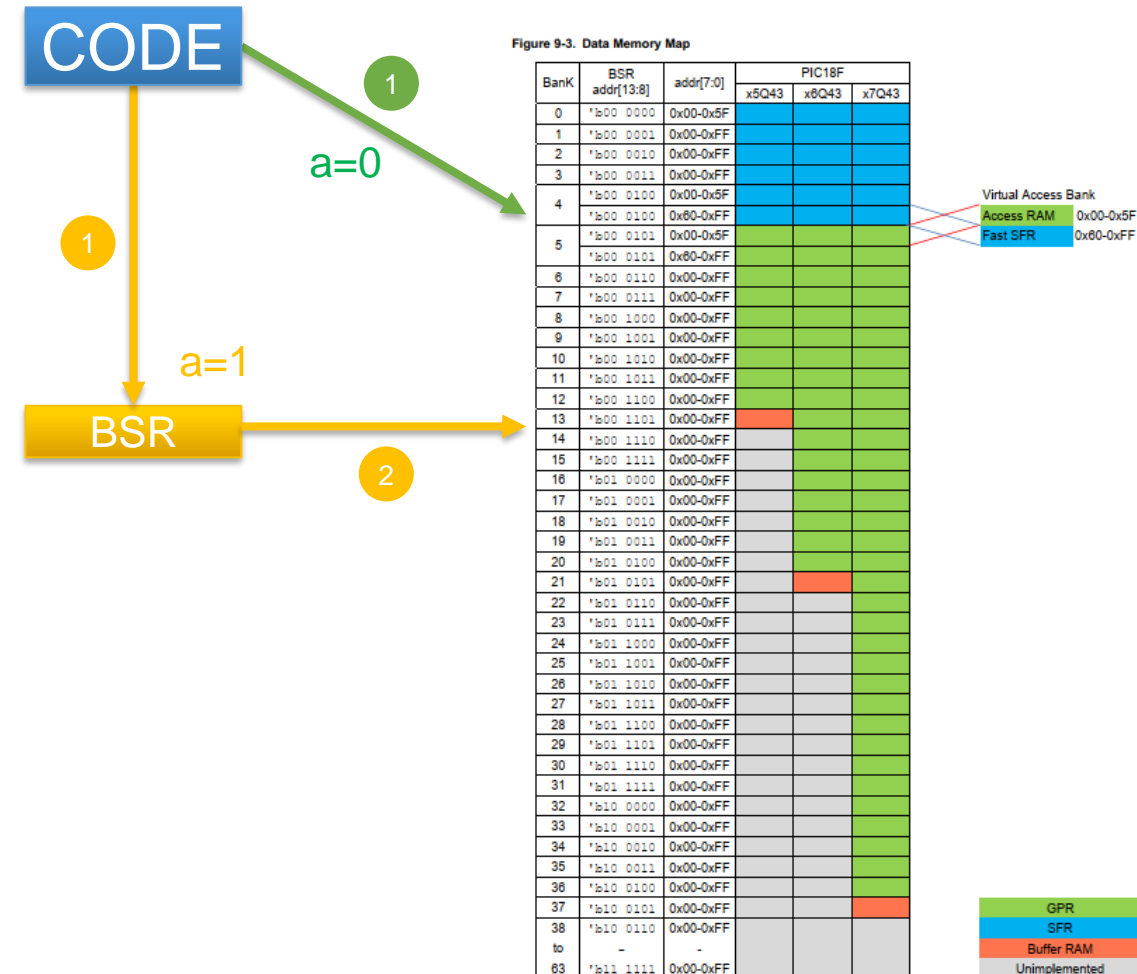 CODE
1
a=0
1
a=1
BSR
2
Figure 9-3. Data Memory Map
BanK BSR addr[13:8] addr[7:0] PIC18F
x5Q43 x6Q43 x7Q43
0 'b00 0000 0x00-0x5F
1 'b00 0001 0x00-0xFF
2 'b00 0010 0x00-0xFF
3 'b00 0011 0x00-0xFF
4 'b00 0100 0x00-0x5F
'b00 0100 0x60-0xFF
5 'b00 0101 0x00-0x5F
'b00 0101 0x60-0xFF
6 'b00 0110 0x00-0xFF
7 'b00 0111 0x00-0xFF
8 'b00 1000 0x00-0xFF
9 'b00 1001 0x00-0xFF
10 'b00 1010 0x00-0xFF
11 'b00 1011 0x00-0xFF
12 'b00 1100 0x00-0xFF
13 'b00 1101 0x00-0xFF
14 'b00 1110 0x00-0xFF
15 'b00 1111 0x00-0xFF
16 'b01 0000 0x00-0xFF
17 'b01 0001 0x00-0xFF
18 'b01 0010 0x00-0xFF
19 'b01 0011 0x00-0xFF
20 'b01 0100 0x00-0xFF
21 'b01 0101 0x00-0xFF
22 'b01 0110 0x00-0xFF
23 'b01 0111 0x00-0xFF
24 'b01 1000 0x00-0xFF
25 'b01 1001 0x00-0xFF
26 'b01 1010 0x00-0xFF
27 'b01 1011 0x00-0xFF
28 'b01 1100 0x00-0xFF
29 'b01 1101 0x00-0xFF
30 'b01 1110 0x00-0xFF
31 'b01 1111 0x00-0xFF
32 'b10 0000 0x00-0xFF
33 'b10 0001 0x00-0xFF
34 'b10 0010 0x00-0xFF
35 'b10 0011 0x00-0xFF
36 'b10 0100 0x00-0xFF
37 'b10 0101 0x00-0xFF
38 'b10 0110 0x00-0xFF
to – -
63 'b11 1111 0x00-0xFF
Virtual Access Bank
Access RAM 0x00-0x5F
Fast SFR 0x60-0xFF
GPR
SFR
Buffer RAM
Unimplemented